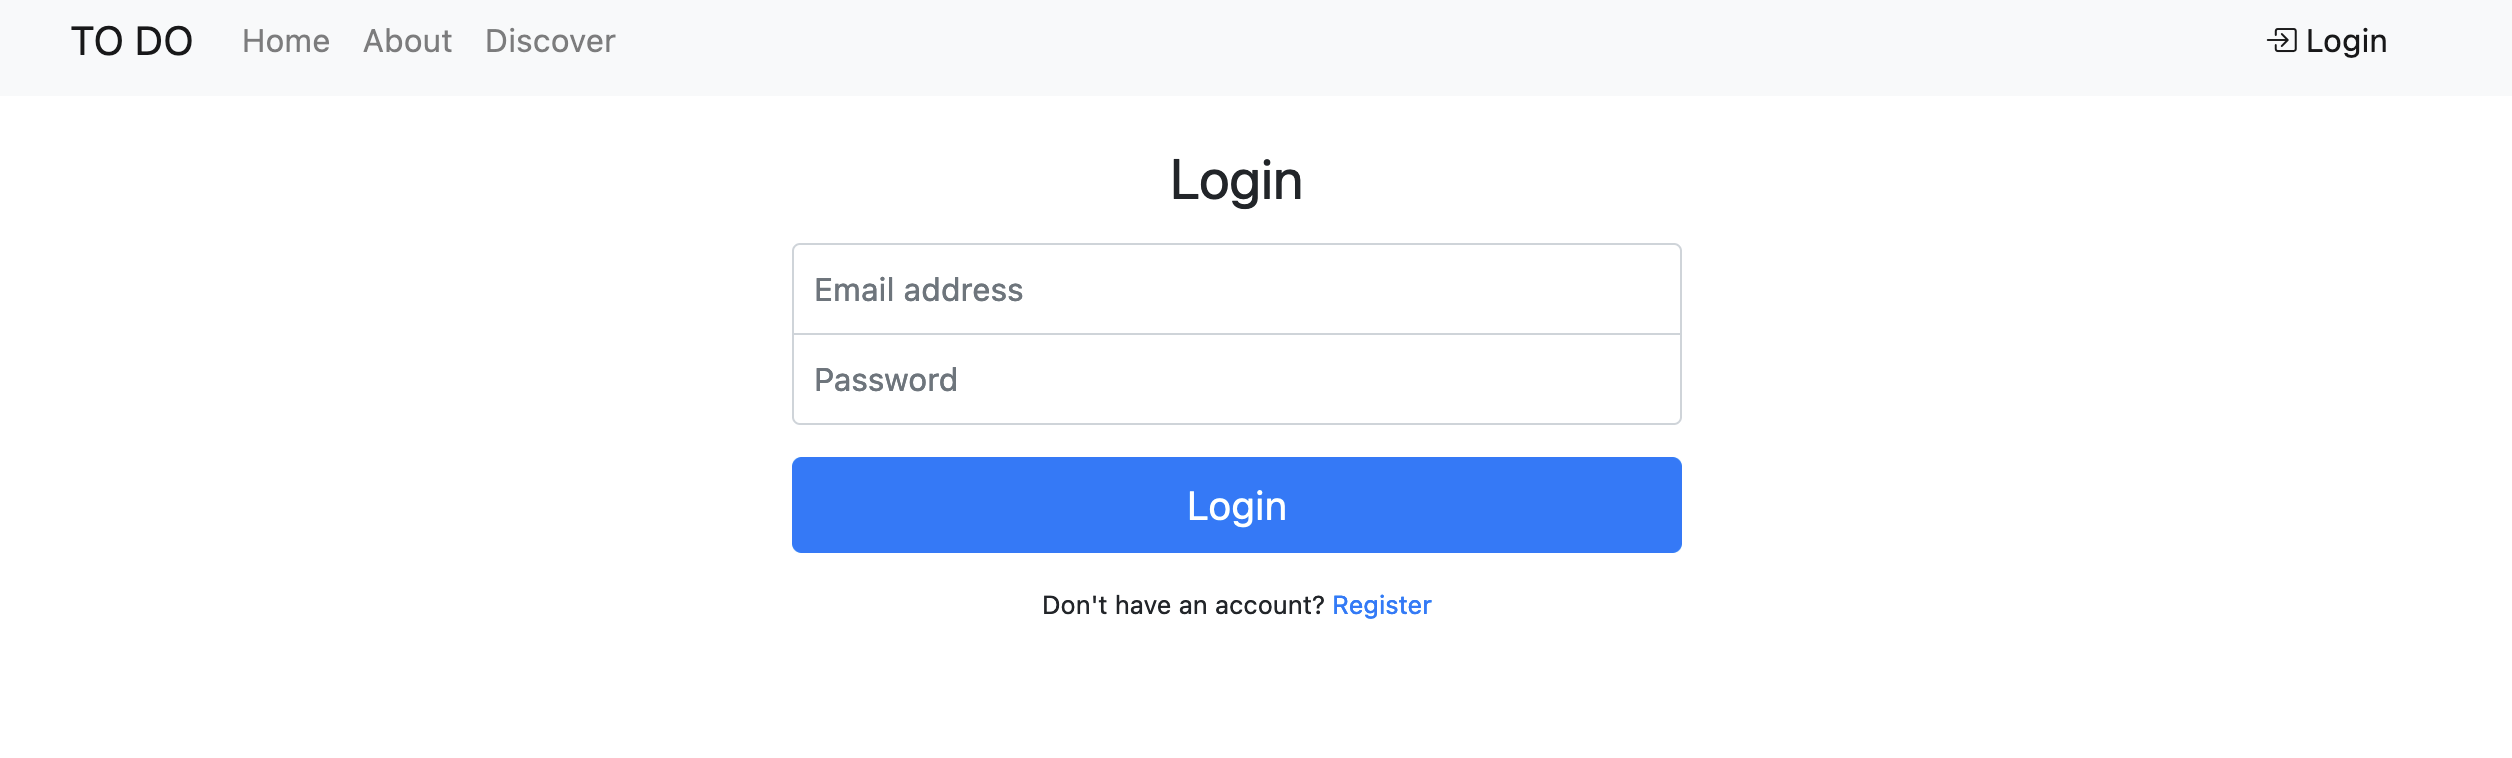 TO DO Home About Discover Login
Login
Email address
Password
Login
Don't have an account? Register